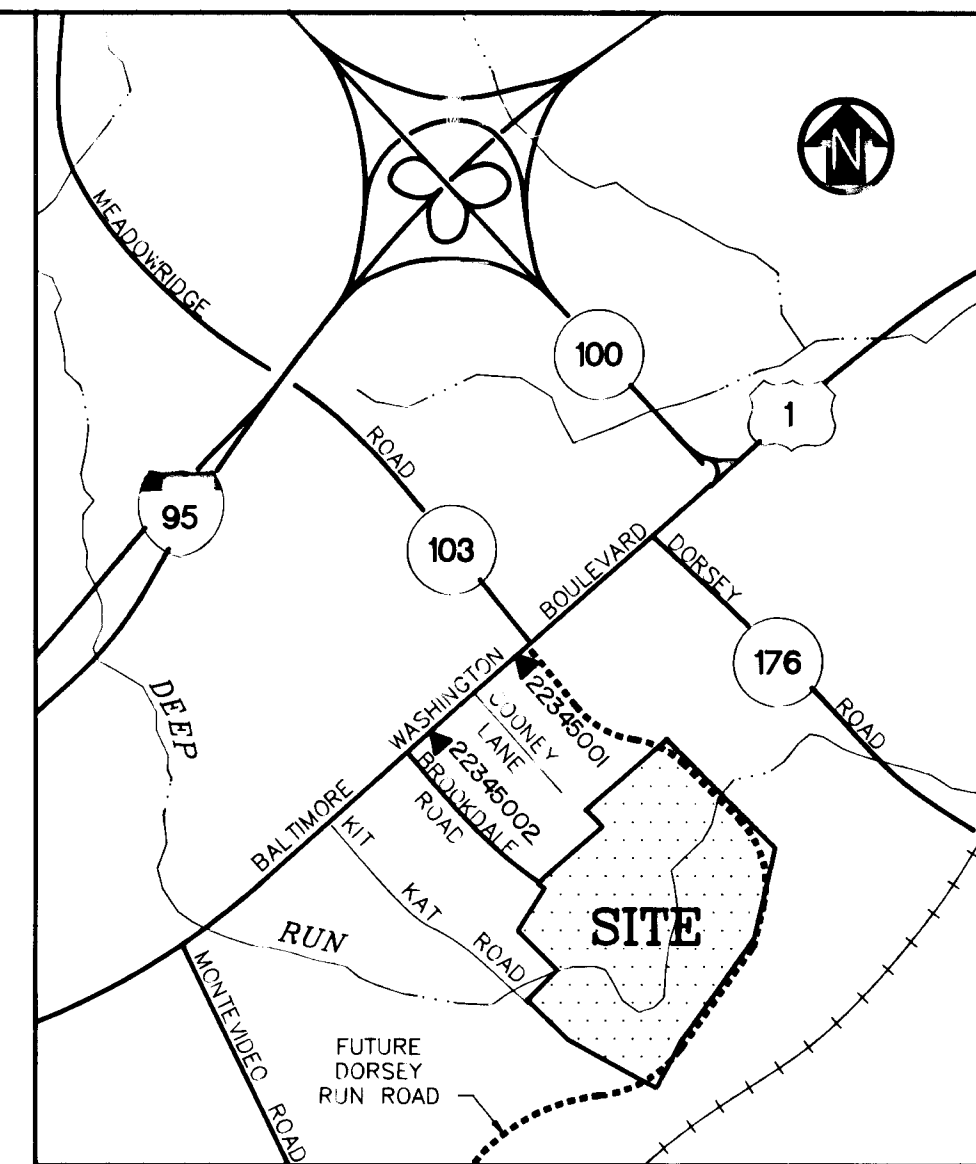 N
MEADOWRIDGE
ROAD
100
1
95
103
BOULEVARD
DORSEY
176
ROAD
WASHINGTON
22345001
COONEY
LANE
22345002
BROOKDALE
ROAD
BALTIMORE
KIT
KAT
ROAD
DEEP
RUN
SITE
MONTEVIDEO
ROAD
FUTURE
DORSEY
RUN ROAD